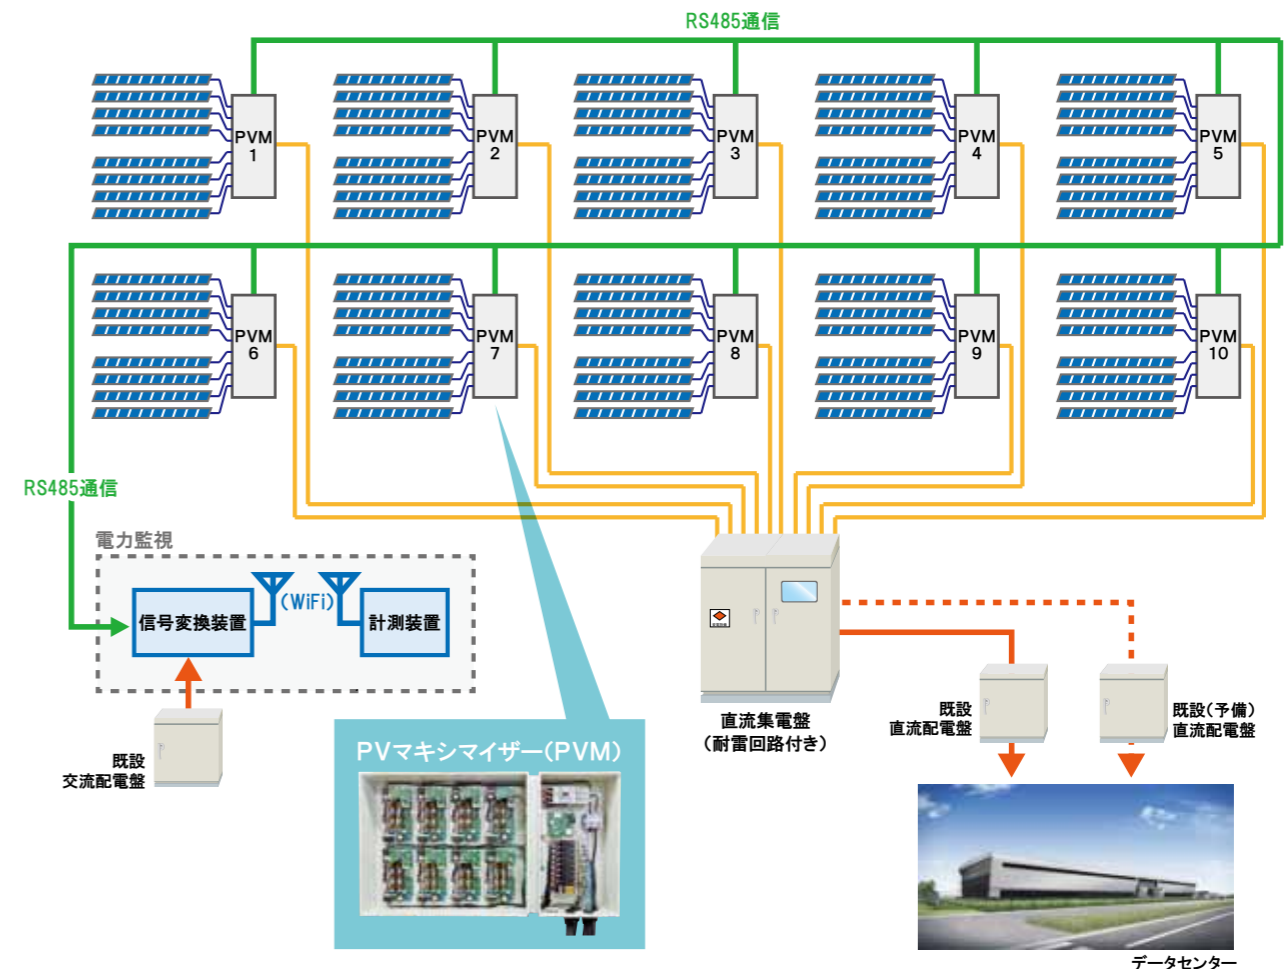 RS485通信
PVM
1
PVM
2
PVM
3
PVM
4
PVM
5
PVM
6
PVM
7
PVM
8
PVM
9
PVM
10
RS485通信
電力監視
信号変換装置
(WiFi)
計測装置
既設
交流配電盤
PVマキシマイザー(PVM)
直流集電盤
(耐雷回路付き)
既設
直流配電盤
既設(予備)
直流配電盤
データセンター